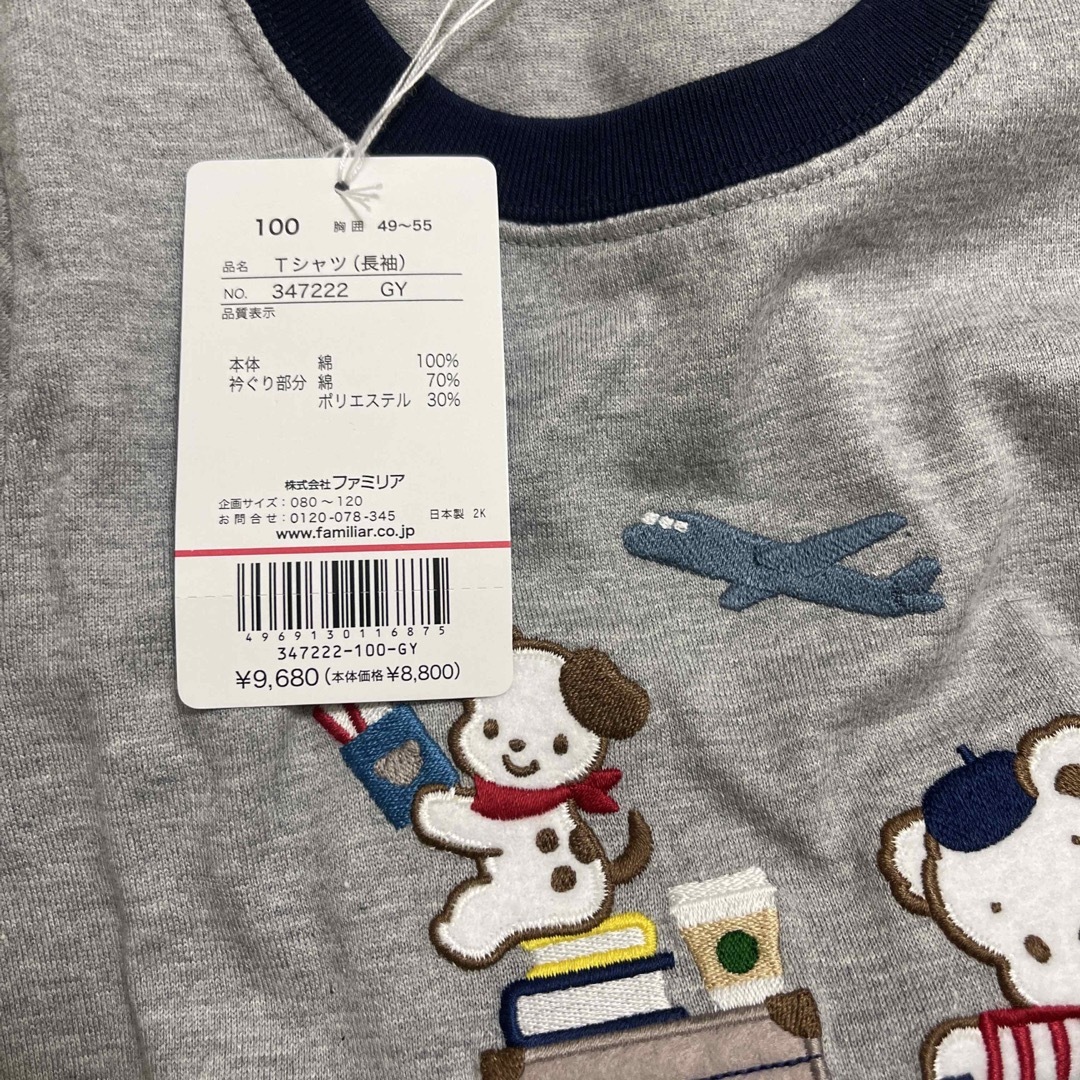 100 胸囲 49～55
品名 Tシャツ(長袖)
NO. 347222 GY
品質表示
本体 綿 100%
衿ぐり部分 綿 70%
ポリエステル 30%
株式会社ファミリア
企画サイズ：080～120
お問合せ：0120-078-345 日本製 2K
www.familiar.co.jp
4969130116875
347222-100-GY
¥9,680(本体価格¥8,800)